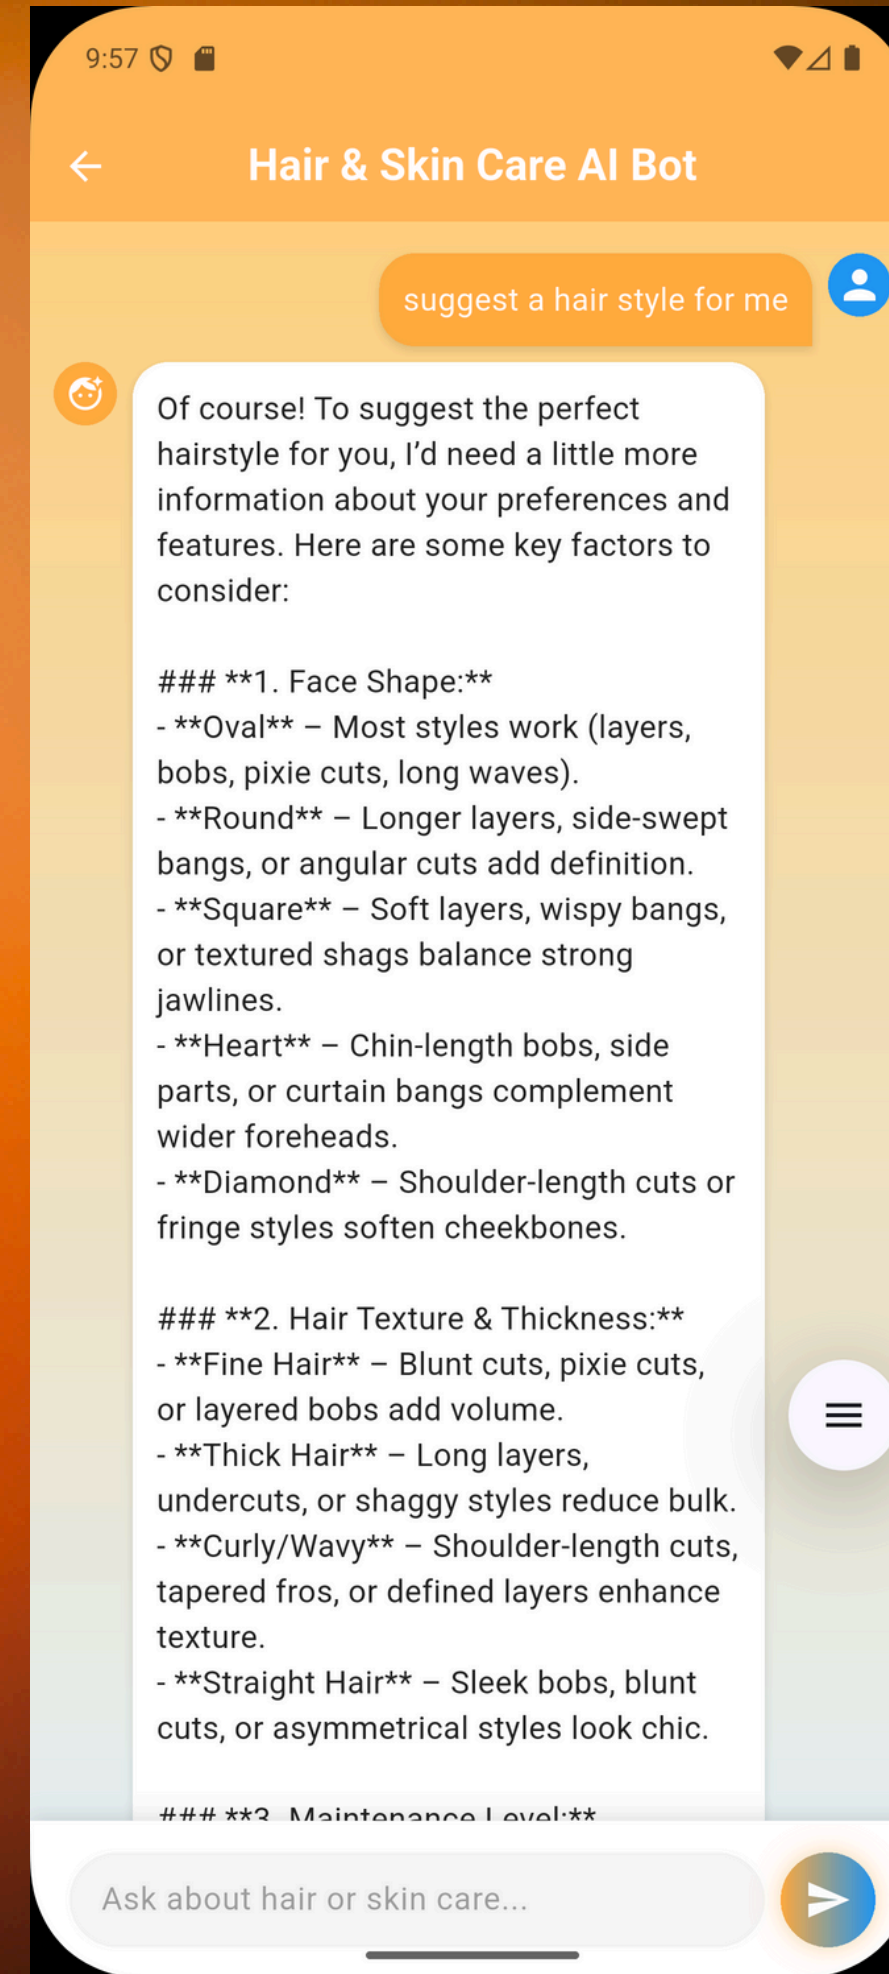 9:57
Hair & Skin Care AI Bot
suggest a hair style for me
Of course! To suggest the perfect
hairstyle for you, I’d need a little more
information about your preferences and
features. Here are some key factors to
consider:
### **1. Face Shape:**
- **Oval** – Most styles work (layers,
bobs, pixie cuts, long waves).
- **Round** – Longer layers, side-swept
bangs, or angular cuts add definition.
- **Square** – Soft layers, wispy bangs,
or textured shags balance strong
jawlines.
- **Heart** – Chin-length bobs, side
parts, or curtain bangs complement
wider foreheads.
- **Diamond** – Shoulder-length cuts or
fringe styles soften cheekbones.
### **2. Hair Texture & Thickness:**
- **Fine Hair** – Blunt cuts, pixie cuts,
or layered bobs add volume.
- **Thick Hair** – Long layers,
undercuts, or shaggy styles reduce bulk.
- **Curly/Wavy** – Shoulder-length cuts,
tapered fros, or defined layers enhance
texture.
- **Straight Hair** – Sleek bobs, blunt
cuts, or asymmetrical styles look chic.
### **3. Maintenance Level:**
Ask about hair or skin care...